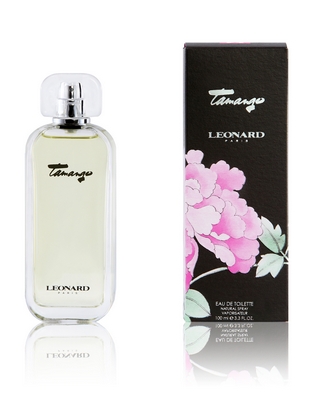 Tamango
LEONARD
PARIS
Tamango
LEONARD
PARIS
EAU DE TOILETTE
NATURAL SPRAY
VAPORISATEUR
100 ml e 3.3 fl. oz.